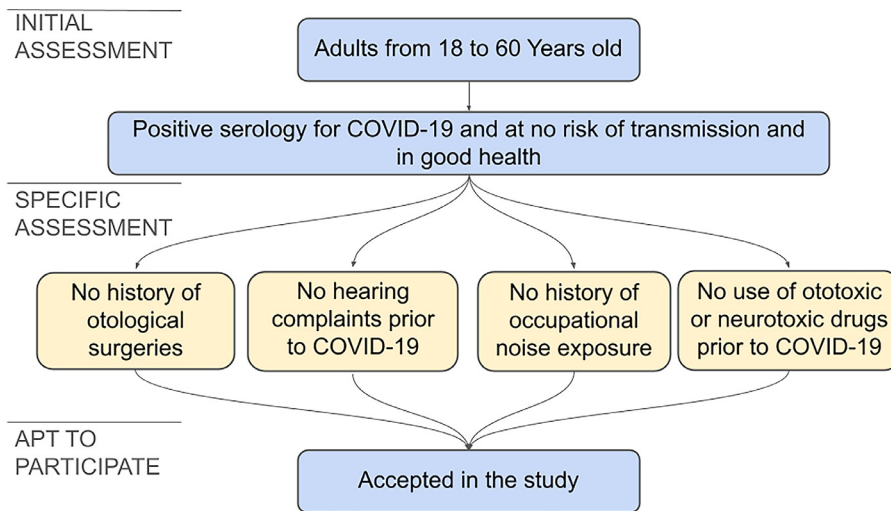 INITIAL
ASSESSMENT
Adults from 18 to 60 Years old
Positive serology for COVID-19 and at no risk of transmission and
in good health
SPECIFIC
ASSESSMENT
No history of
otological
surgeries
No hearing
complaints prior
to COVID-19
No history of
occupational
noise exposure
No use of ototoxic
or neurotoxic drugs
prior to COVID-19
APT TO
PARTICIPATE
Accepted in the study